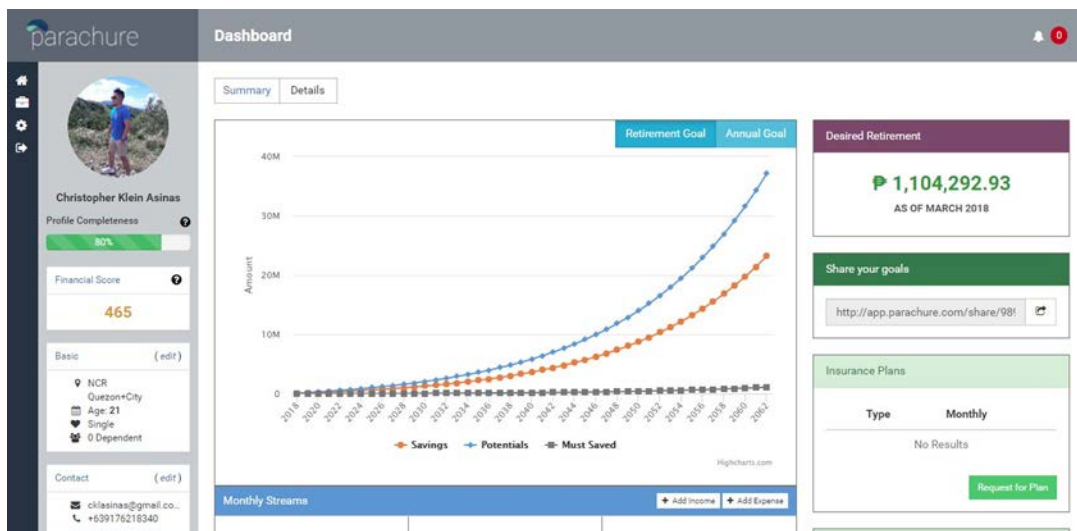 parachure
Dashboard
0
Summary
Details
Christopher Klein Asinas
Profile Completeness
80%
Financial Score
465
Basic
(edit)
NCR
Quezon+City
Age: 21
Single
0 Dependent
Contact
(edit)
cklasinas@gmail.co...
+639176218340
Retirement Goal
Annual Goal
Amount
40M
30M
20M
10M
0
2018
2020
2022
2024
2026
2028
2030
2032
2034
2036
2038
2040
2042
2044
2046
2048
2050
2052
2054
2056
2058
2060
2062
Savings
Potentials
Must Saved
Highcharts.com
Monthly Streams
+ Add Income
+ Add Expense
Desired Retirement
₱ 1,104,292.93
AS OF MARCH 2018
Share your goals
http://app.parachure.com/share/989
Insurance Plans
Type
Monthly
No Results
Request for Plan